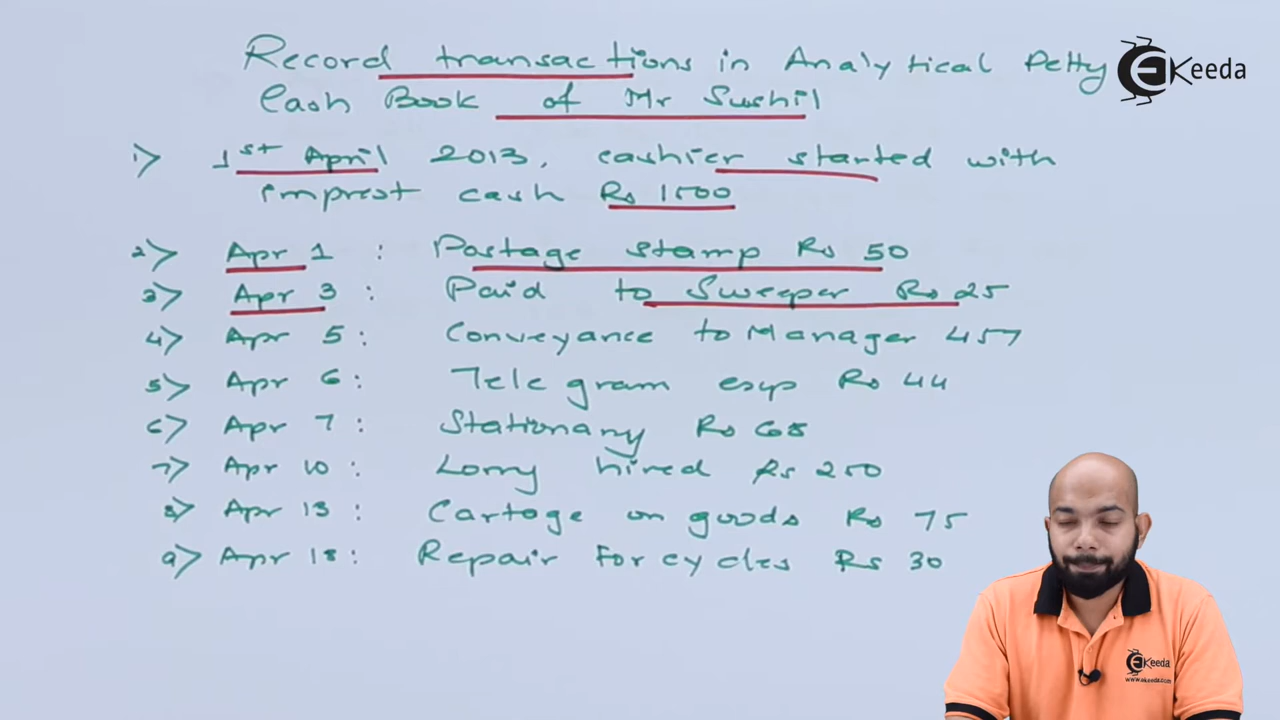 Record transactions in Analytical Petty
Cash Book of Mr Sushil
1) 1st April 2013, cashier started with
imprest cash Rs 1500
2) Apr 1 : Postage stamp Rs 50
3) Apr 3 : Paid to Sweeper Rs 25
4) Apr 5 : Conveyance to Manager 457
5) Apr 6 : Telegram exp Rs 44
6) Apr 7 : Stationary Rs
7) Apr 10 : Lorry hired Rs 250
8) Apr 13 : Cartage on goods Rs 75
9) Apr 18 : Repair for cycles Rs 30
EKeeda
EKeeda
www.ekeeda.com